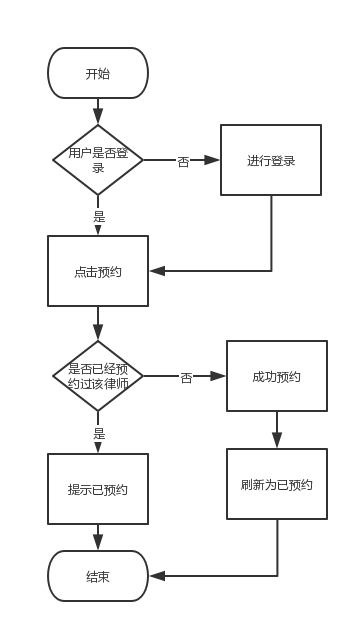 开始
用户是否登
录
否
进行登录
是
点击预约
是否已经预
约过该律师
否
成功预约
是
提示已预约
刷新为已预约
结束